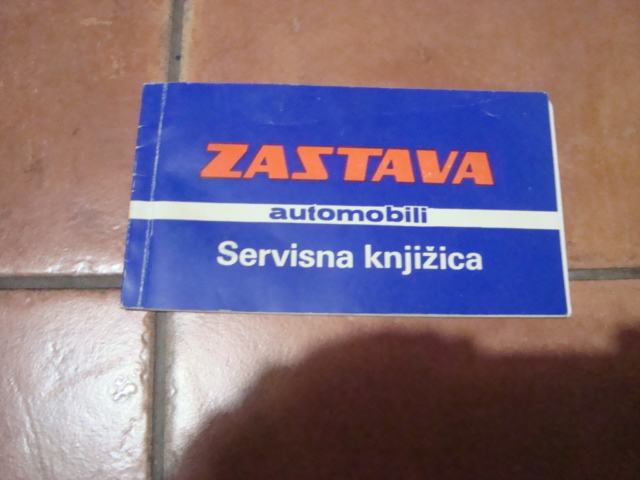 ZASTAVA
automobili
Servisna knjižica